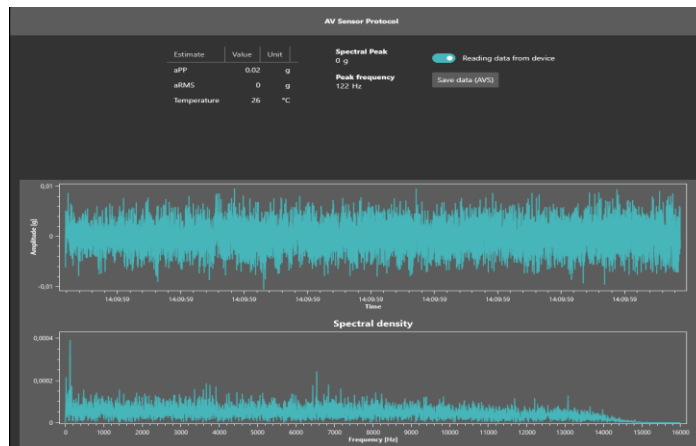 AV Sensor Protocol
Estimate Value Unit
aPP 0.02 g
aRMS 0 g
Temperature 26 °C
Spectral Peak
0 g
Peak frequency
122 Hz
Reading data from device
Save data (AVS)
Amplitude [g]
0,01
0
-0,01
14:09:59 14:09:59 14:09:59 14:09:59 14:09:59 14:09:59 14:09:59 14:09:59 14:09:59
Time
Spectral density
0,0004
0,0002
0
0 1000 2000 3000 4000 5000 6000 7000 8000 9000 10000 11000 12000 13000 14000 15000 16000
Frequency [Hz]